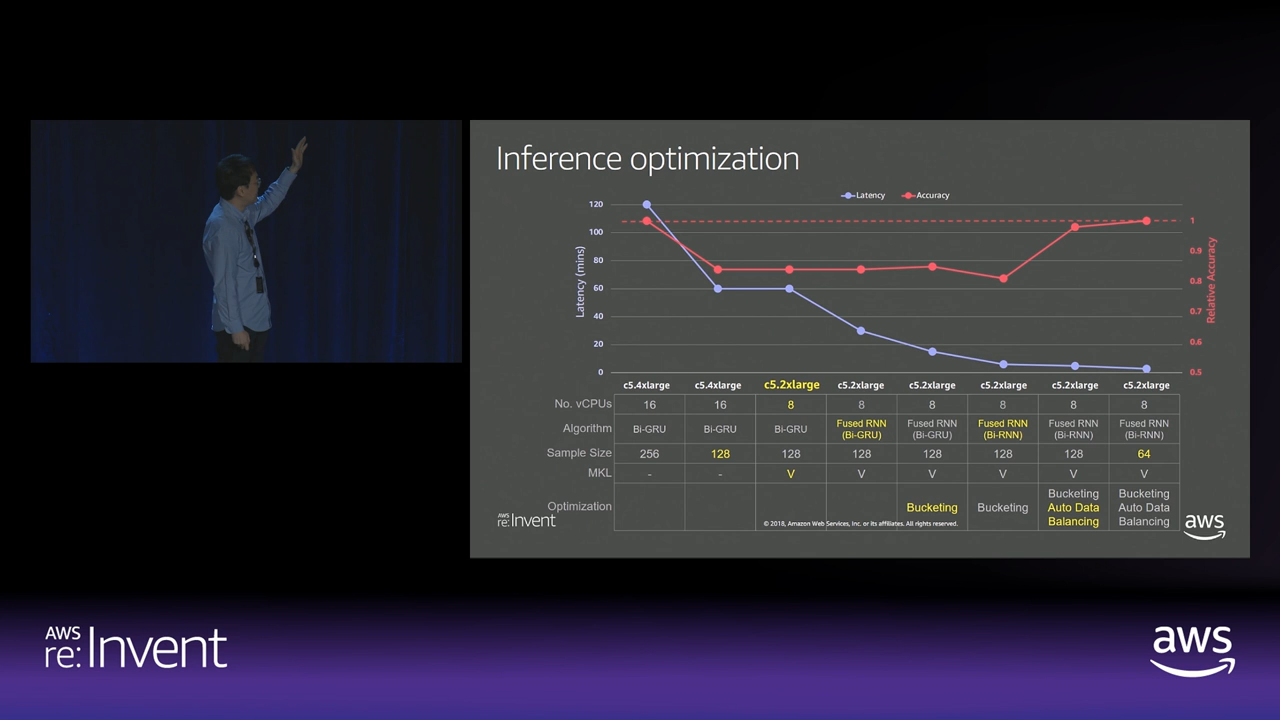 Inference optimization
Latency Accuracy
120
100
80
60
40
20
0
Latency (mins)
1
0.9
0.8
0.7
0.6
0.5
Relative Accuracy
c5.4xlarge c5.4xlarge c5.2xlarge c5.2xlarge c5.2xlarge c5.2xlarge c5.2xlarge c5.2xlarge
No. vCPUs 16 16 8 8 8 8 8 8
Algorithm Bi-GRU Bi-GRU Bi-GRU Fused RNN (Bi-GRU) Fused RNN (Bi-GRU) Fused RNN (Bi-RNN) Fused RNN (Bi-RNN) Fused RNN (Bi-RNN)
Sample Size 256 128 128 128 128 128 128 64
MKL - - V V V V V V
Optimization Bucketing Bucketing Bucketing Auto Data Balancing Bucketing Auto Data Balancing
AWS
re:Invent
© 2018, Amazon Web Services, Inc. or its affiliates. All rights reserved.
aws
AWS
re:Invent
aws